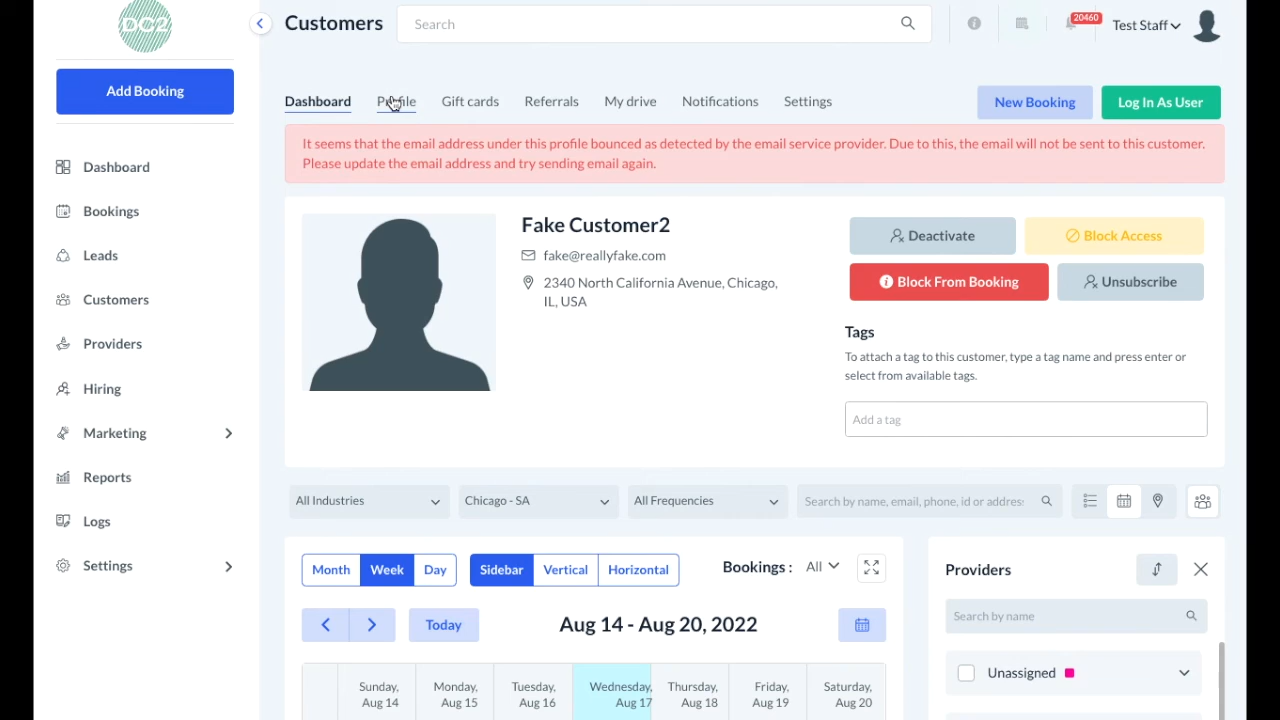 DC2
Customers
Search
20460
Test Staff
Add Booking
Dashboard
Profile
Gift cards
Referrals
My drive
Notifications
Settings
New Booking
Log In As User
It seems that the email address under this profile bounced as detected by the email service provider. Due to this, the email will not be sent to this customer.
Please update the email address and try sending email again.
Dashboard
Bookings
Leads
Customers
Providers
Hiring
Marketing
Reports
Logs
Settings
Fake Customer2
fake@reallyfake.com
2340 North California Avenue, Chicago,
IL, USA
Deactivate
Block Access
Block From Booking
Unsubscribe
Tags
To attach a tag to this customer, type a tag name and press enter or
select from available tags.
Add a tag
All Industries
Chicago - SA
All Frequencies
Search by name, email, phone, id or address
Month
Week
Day
Sidebar
Vertical
Horizontal
Bookings :
All
Today
Aug 14 - Aug 20, 2022
Sunday,
Aug 14
Monday,
Aug 15
Tuesday,
Aug 16
Wednesday,
Aug 17
Thursday,
Aug 18
Friday,
Aug 19
Saturday,
Aug 20
Providers
Search by name
Unassigned